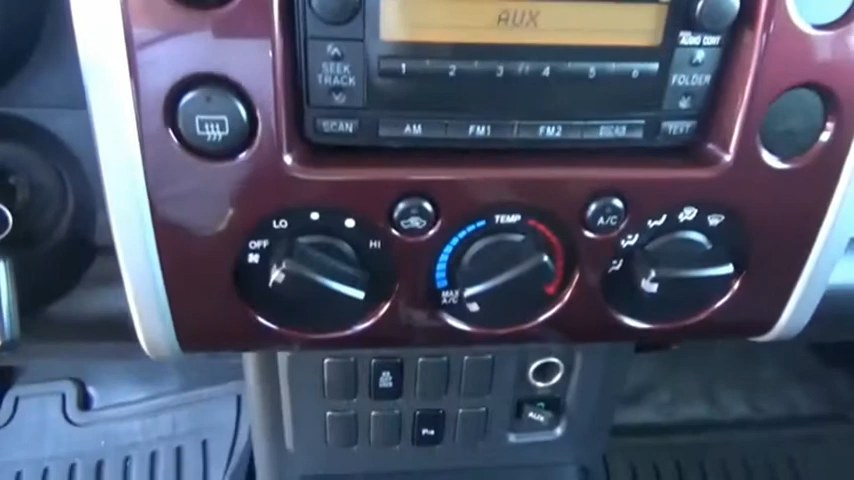 AUX
AUDIO CONT
SEEK
TRACK
FOLDER
1 2 3 4 5 6
SCAN AM FM1 FM2 TEXT
LO
OFF
HI
TEMP
MAX
A/C
A/C
AUX